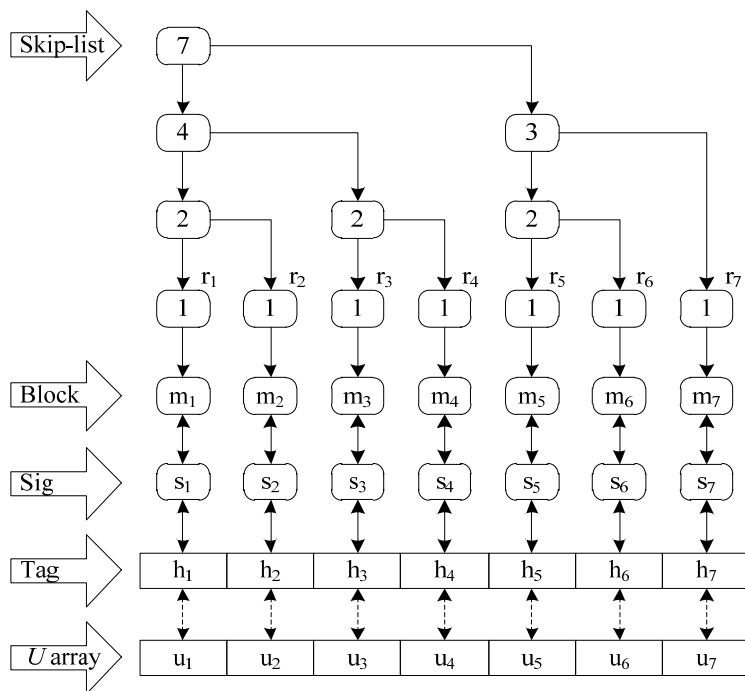 Skip-list 7
4 3
2 2 2
r₁ r₂ r₃ r₄ r₅ r₆ r₇
1 1 1 1 1 1 1
Block m₁ m₂ m₃ m₄ m₅ m₆ m₇
Sig s₁ s₂ s₃ s₄ s₅ s₆ s₇
Tag h₁ h₂ h₃ h₄ h₅ h₆ h₇
U array u₁ u₂ u₃ u₄ u₅ u₆ u₇